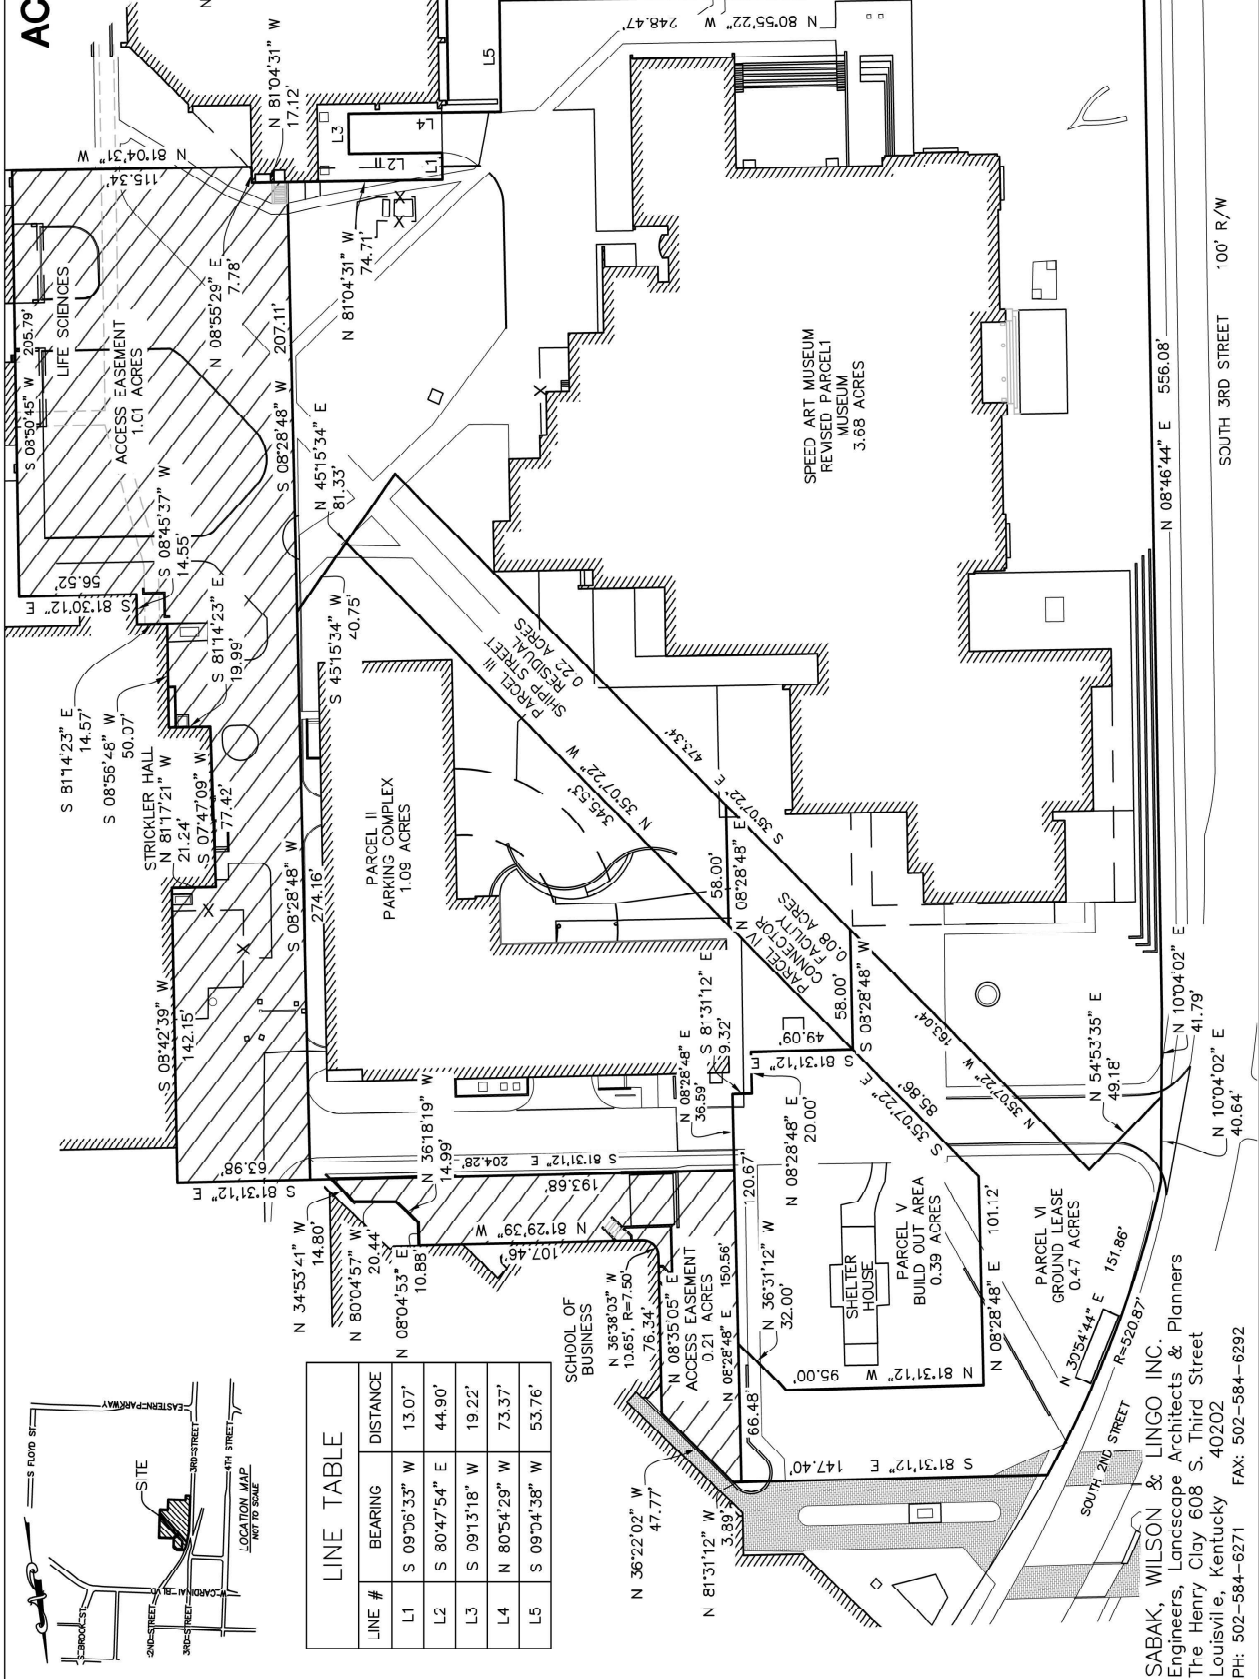 AC
S FLOYD ST
EASTERN PARKWAY
SITE
3RD STREET
4TH STREET
S BROCK ST
2ND STREET
3RD STREET
W CARDINAL BLVD
LOCATION MAP
NOT TO SCALE
LINE TABLE
LINE # BEARING DISTANCE
L1 S 09°06'33" W 13.07'
L2 S 80°47'54" E 44.90'
L3 S 09°13'18" W 19.22'
L4 N 80°54'29" W 73.37'
L5 S 09°04'38" W 53.76'
S 81°14'23" E
14.57'
S 08°56'48" W
50.07'
STRICKLER HALL
N 81°17'21" W
21.24'
S 07°47'09" W
77.42'
S 81°14'23" E
19.99'
S 08°45'37" W
14.55'
S 81°30'12" E
56.52'
S 08°50'45" W 205.79'
LIFE SCIENCES
ACCESS EASEMENT
1.01 ACRES
N 81°04'31" W
115.34'
N 08°55'29" E
7.78'
N 81°04'31" W
17.12'
N 81°04'31" W
74.71'
L1
L2
L3
L4
L5
N 80°55'22" W
248.47'
S 08°42'39" W
142.15'
S 81°31'12" E
63.98'
S 08°28'48" W
274.16'
S 08°28'48" W 207.11'
N 45°15'34" E
81.33'
S 45°15'34" W
40.75'
PARCEL II
PARKING COMPLEX
1.09 ACRES
PARCEL III
SHIPP STREET
RESIDUAL
0.22 ACRES
N 35°07'22" W
345.53'
S 35°07'22" E 473.34'
SPEED ART MUSEUM
REVISED PARCEL1
MUSEUM
3.68 ACRES
N 34°53'41" W
14.80'
N 80°04'57" W
20.44'
N 08°04'53" E
10.88'
N 36°18'19" W
14.99'
S 81°31'12" E 204.28'
193.68'
N 81°29'39" W
107.46'
SCHOOL OF
BUSINESS
N 36°38'03" W
10.65', R=7.50'
76.34'
N 08°35'05" E
ACCESS EASEMENT
0.21 ACRES
N 08°28'48" E 150.56'
N 36°22'02" W
47.77'
N 81°31'12" W
3.89'
66.48'
120.67'
N 36°31'12" W
32.00'
N 08°28'48" E
36.59'
S 81°31'12" E
9.32'
N 08°28'48" E
20.00'
S 81°31'12" E
49.09'
58.00'
N 08°28'48" E
PARCEL IV
CONNECTOR
FACILITY
0.08 ACRES
58.00'
S 08°28'48" W
S 35°07'22" E
85.86'
163.04'
N 35°07'22" W
SHELTER
HOUSE
PARCEL V
BUILD OUT AREA
0.39 ACRES
95.00'
N 81°31'12" W
N 08°28'48" E 101.12'
147.40'
S 81°31'12" E
PARCEL VI
GROUND LEASE
0.47 ACRES
N 39°54'44" E 151.86'
R=520.87'
N 54°53'35" E
49.18'
N 10°04'02" E
41.79'
N 10°04'02" E
40.64'
N 08°46'44" E 556.08'
SOUTH 3RD STREET 100' R/W
SOUTH 2ND STREET
SABAK, WILSON & LINGO INC.
Engineers, Landscape Architects & Planners
The Henry Clay 608 S. Third Street
Louisville, Kentucky 40202
PH: 502-584-6271 FAX: 502-584-6292